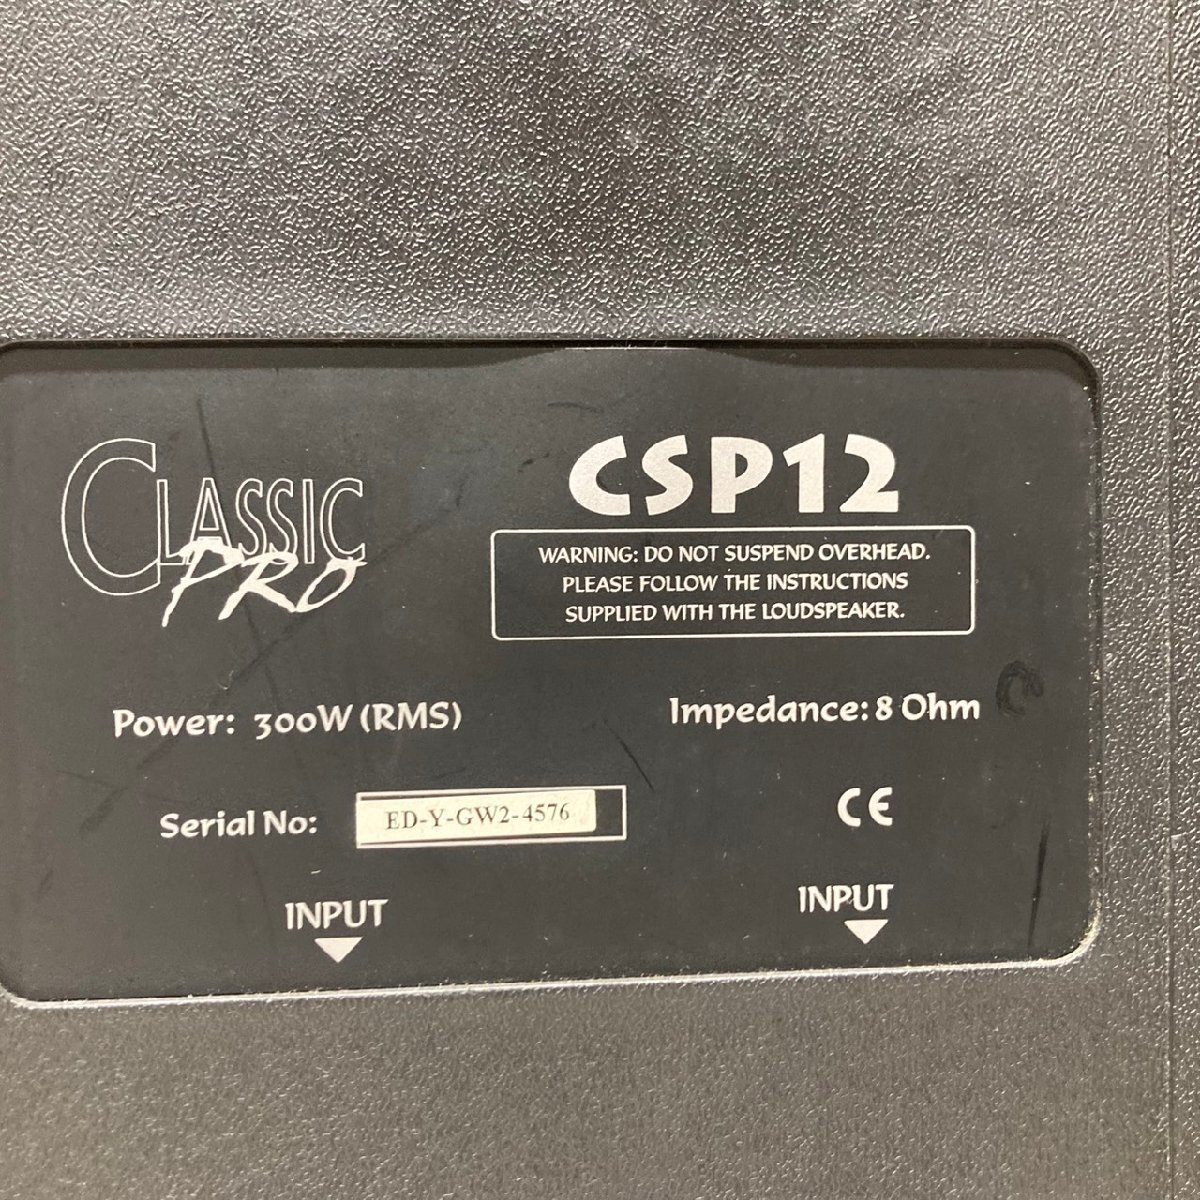 CLASSIC
PRO
CSP12
WARNING: DO NOT SUSPEND OVERHEAD.
PLEASE FOLLOW THE INSTRUCTIONS
SUPPLIED WITH THE LOUDSPEAKER.
Power: 300W (RMS)
Impedance: 8 Ohm
Serial No: ED-Y-GW2-4576
CE
INPUT
INPUT